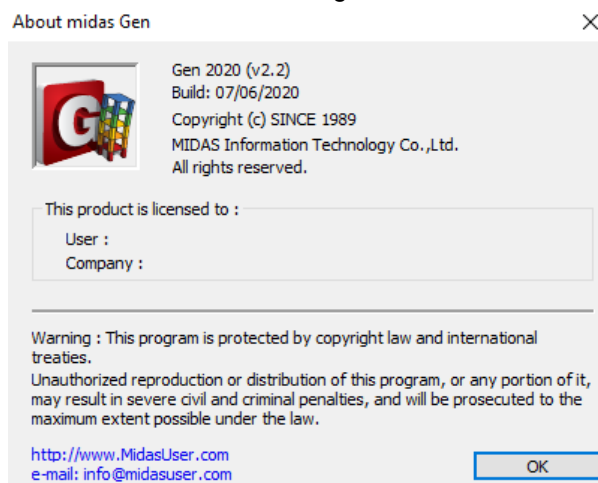 About midas Gen
Gen 2020 (v2.2)
Build: 07/06/2020
Copyright (c) SINCE 1989
MIDAS Information Technology Co.,Ltd.
All rights reserved.
This product is licensed to :
User :
Company :
Warning : This program is protected by copyright law and international
treaties.
Unauthorized reproduction or distribution of this program, or any portion of it,
may result in severe civil and criminal penalties, and will be prosecuted to the
maximum extent possible under the law.
http://www.MidasUser.com
e-mail: info@midasuser.com
OK